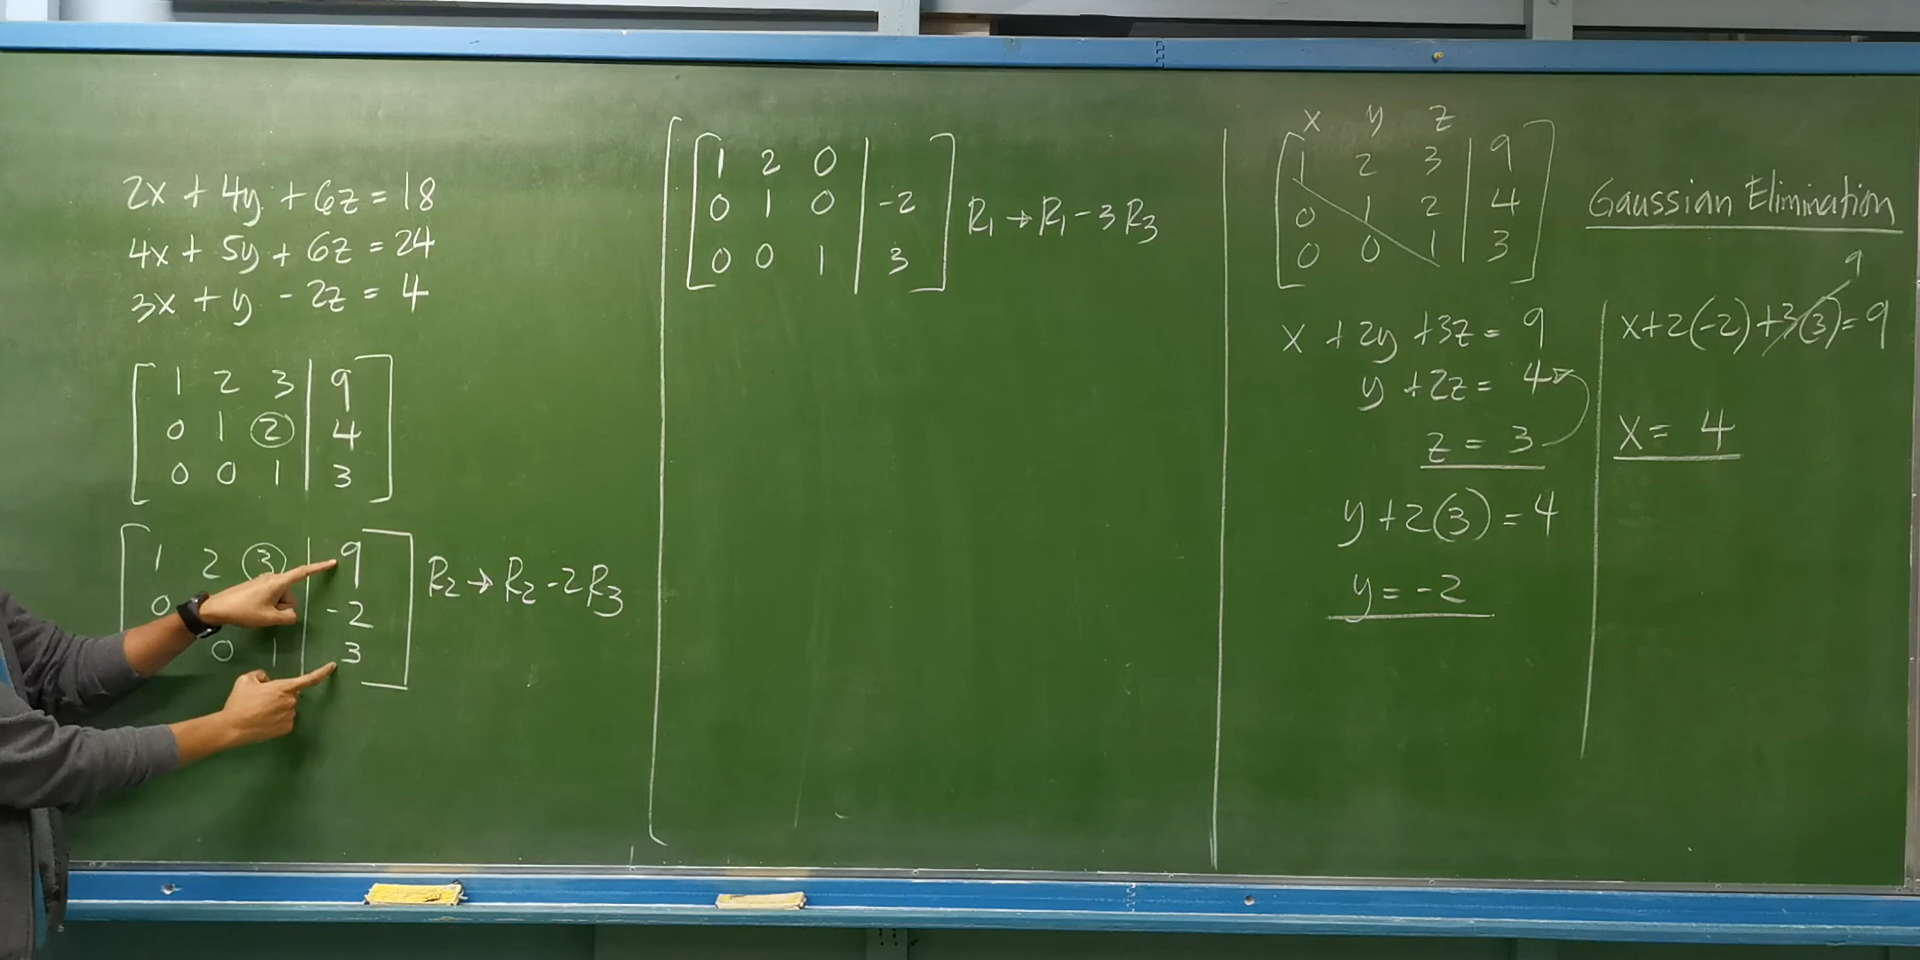 2x + 4y + 6z = 18
4x + 5y + 6z = 24
3x + y - 2z = 4
1 2 3 | 9
0 1 2 | 4
0 0 1 | 3
1 2 3 | 9
0 | -2
0 1 | 3
R2 → R2 - 2R3
1 2 0 |
0 1 0 | -2
0 0 1 | 3
R1 → R1 - 3R3
x y z
1 2 3 | 9
0 1 2 | 4
0 0 1 | 3
x + 2y + 3z = 9
y + 2z = 4
z = 3
y + 2(3) = 4
y = -2
Gaussian Elimination
9
x + 2(-2) + 3(3) = 9
x = 4